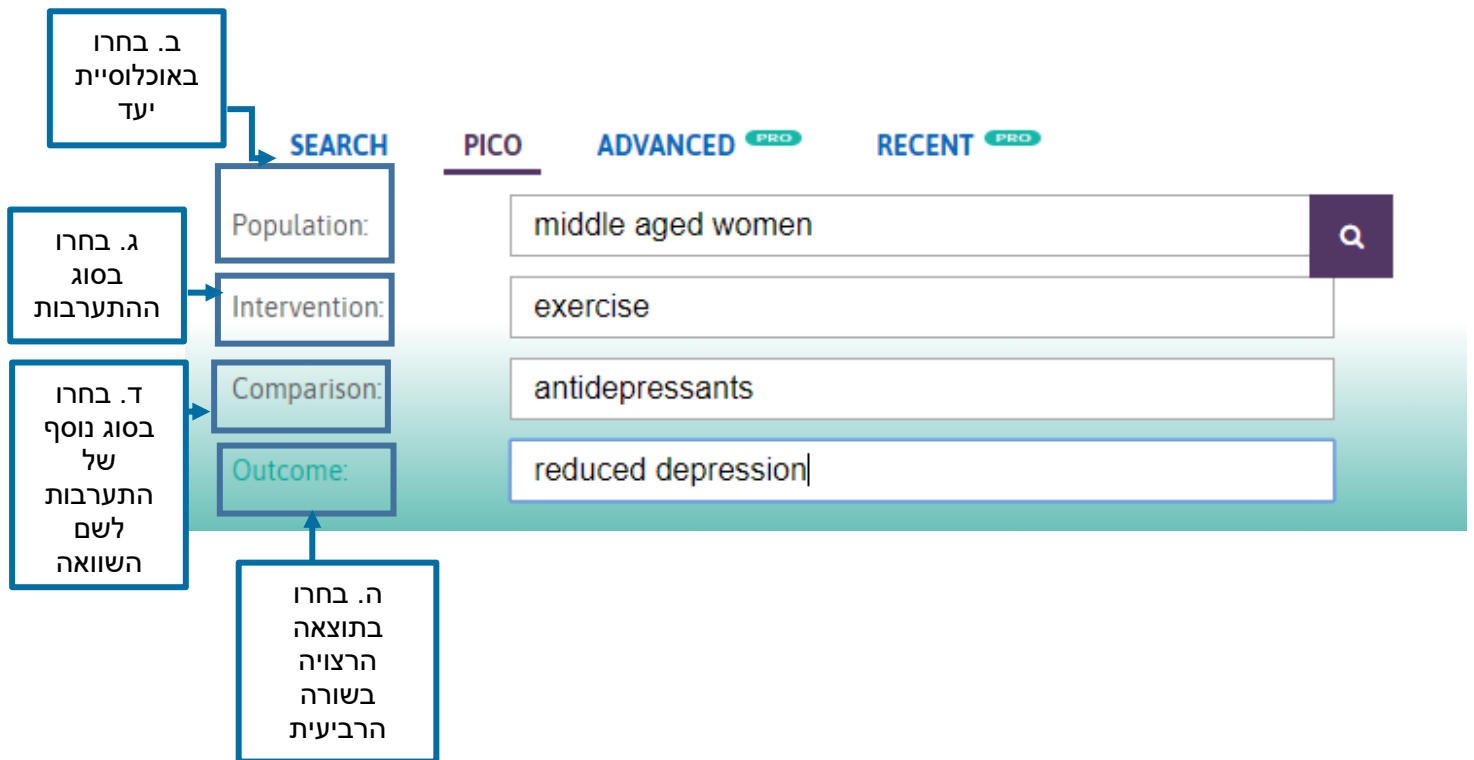 ב. בחרו
באוכלוסיית
יעד
SEARCH PICO ADVANCED PRO RECENT PRO
Population: middle aged women
ג. בחרו
בסוג
ההתערבות
Intervention: exercise
ד. בחרו
בסוג נוסף
של
התערבות
לשם
השוואה
Comparison: antidepressants
Outcome: reduced depression
ה. בחרו
בתוצאה
הרצויה
בשורה
הרביעית